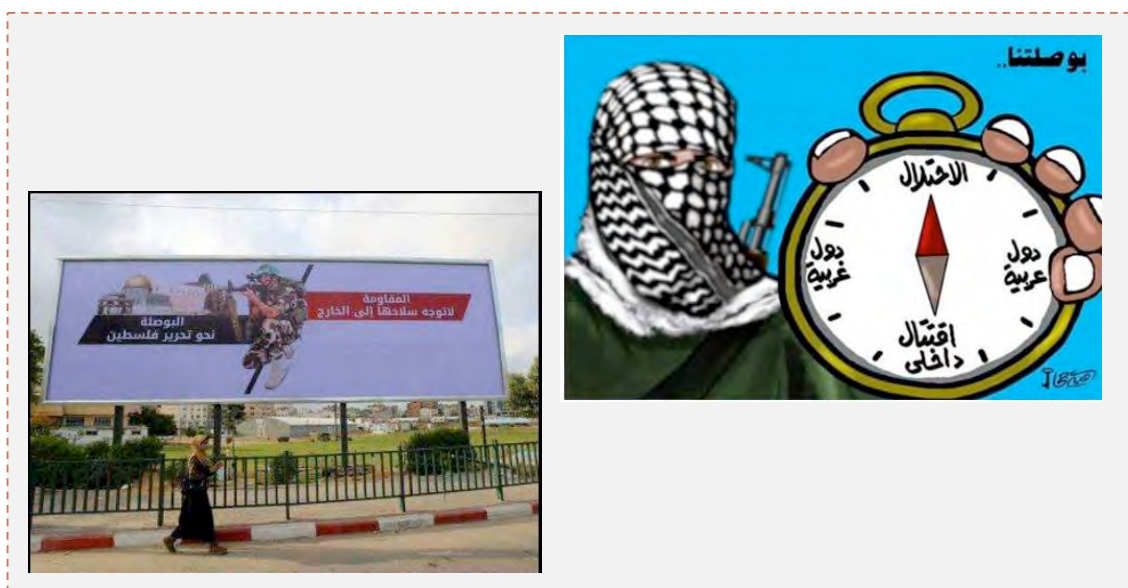 بوصلتنا..
الاحتلال
دول غربية
دول عربية
اقتتال
داخلي
المقاومة
لاتوجه سلاحها إلى الخارج
البوصلة
نحو تحرير فلسطين